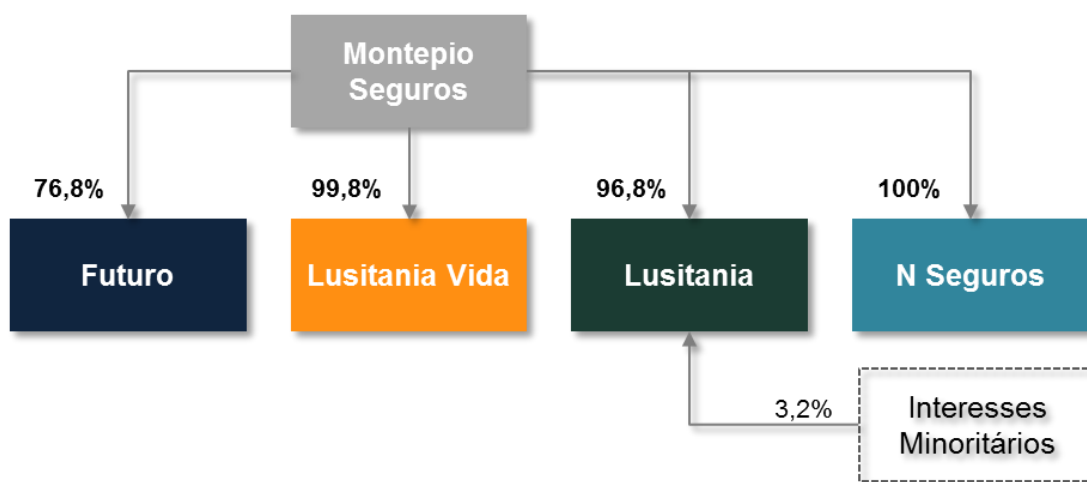 Montepio
Seguros
76,8%
99,8%
96,8%
100%
Futuro
Lusitania Vida
Lusitania
N Seguros
3,2%
Interesses
Minoritários